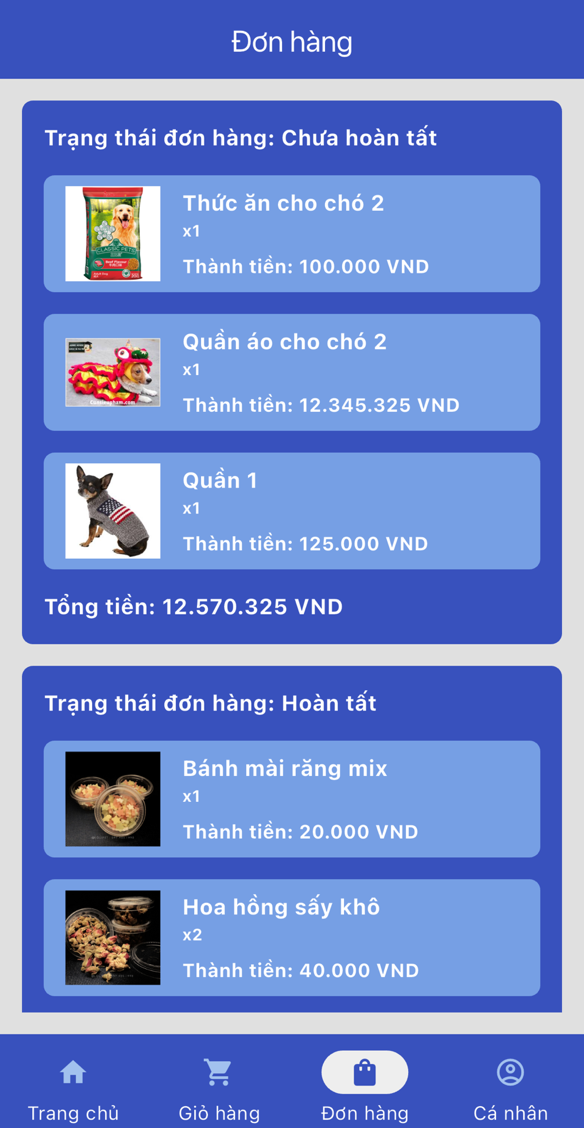 Đơn hàng
Trạng thái đơn hàng: Chưa hoàn tất
Thức ăn cho chó 2
x1
Thành tiền: 100.000 VND
Quần áo cho chó 2
x1
Thành tiền: 12.345.325 VND
Quần 1
x1
Thành tiền: 125.000 VND
Tổng tiền: 12.570.325 VND
Trạng thái đơn hàng: Hoàn tất
Bánh mài răng mix
x1
Thành tiền: 20.000 VND
Hoa hồng sấy khô
x2
Thành tiền: 40.000 VND
Trang chủ
Giỏ hàng
Đơn hàng
Cá nhân